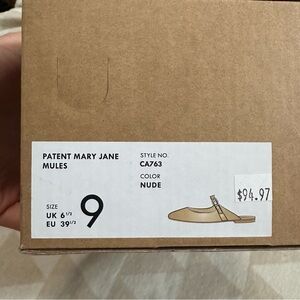 PATENT MARY JANE
MULES
STYLE NO.
CA763
COLOR
NUDE
SIZE
UK 6 1/2
EU 39 1/2
9
$94.97